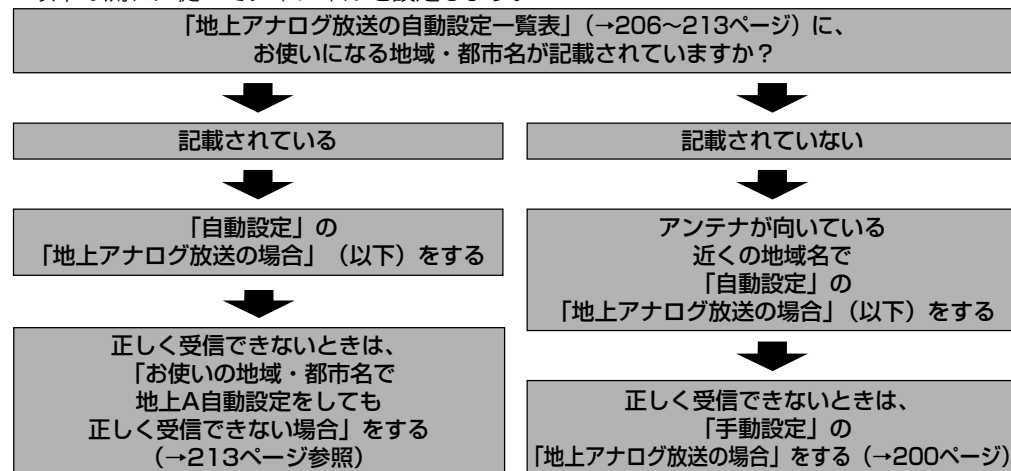 「地上アナログ放送の自動設定一覧表」（→206〜213ページ）に、
お使いになる地域・都市名が記載されていますか？
記載されている
「自動設定」の
「地上アナログ放送の場合」（以下）をする
正しく受信できないときは、
「お使いの地域・都市名で
地上A自動設定をしても
正しく受信できない場合」をする
（→213ページ参照）
記載されていない
アンテナが向いている
近くの地域名で
「自動設定」の
「地上アナログ放送の場合」（以下）をする
正しく受信できないときは、
「手動設定」の
「地上アナログ放送の場合」をする（→200ページ）